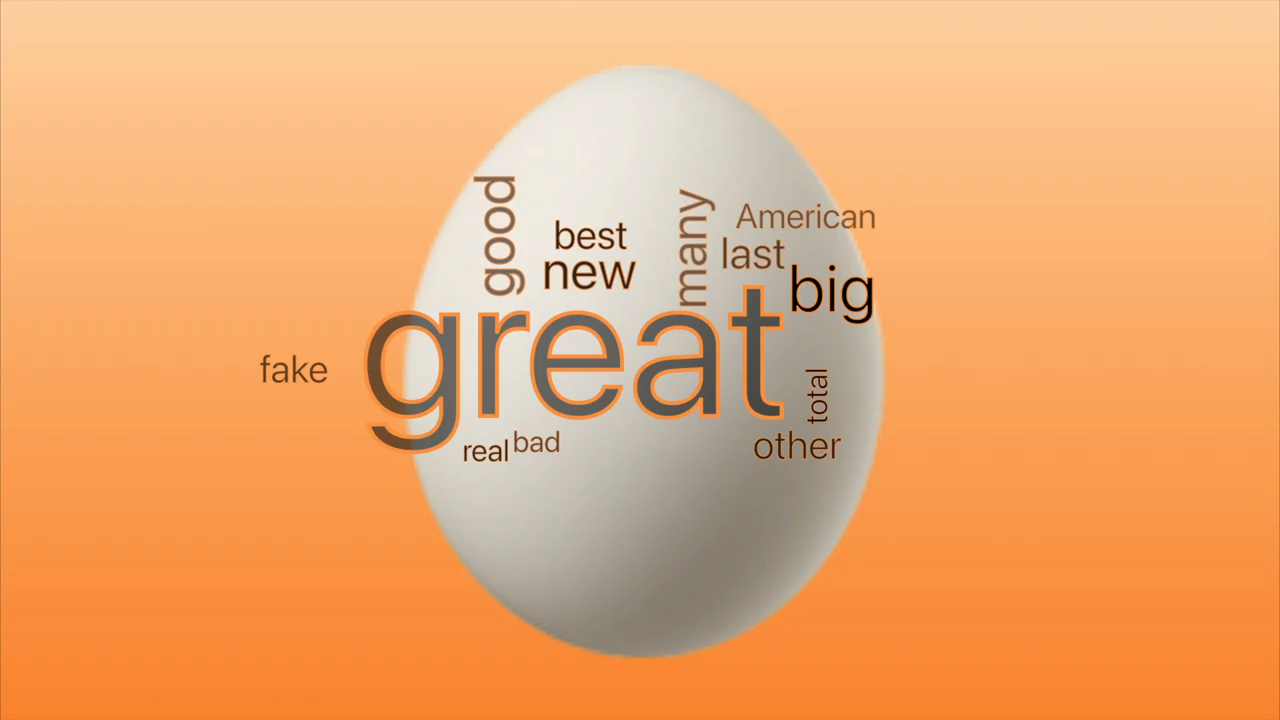 good
best
many
American
new
last
big
great
fake
total
real
bad
other